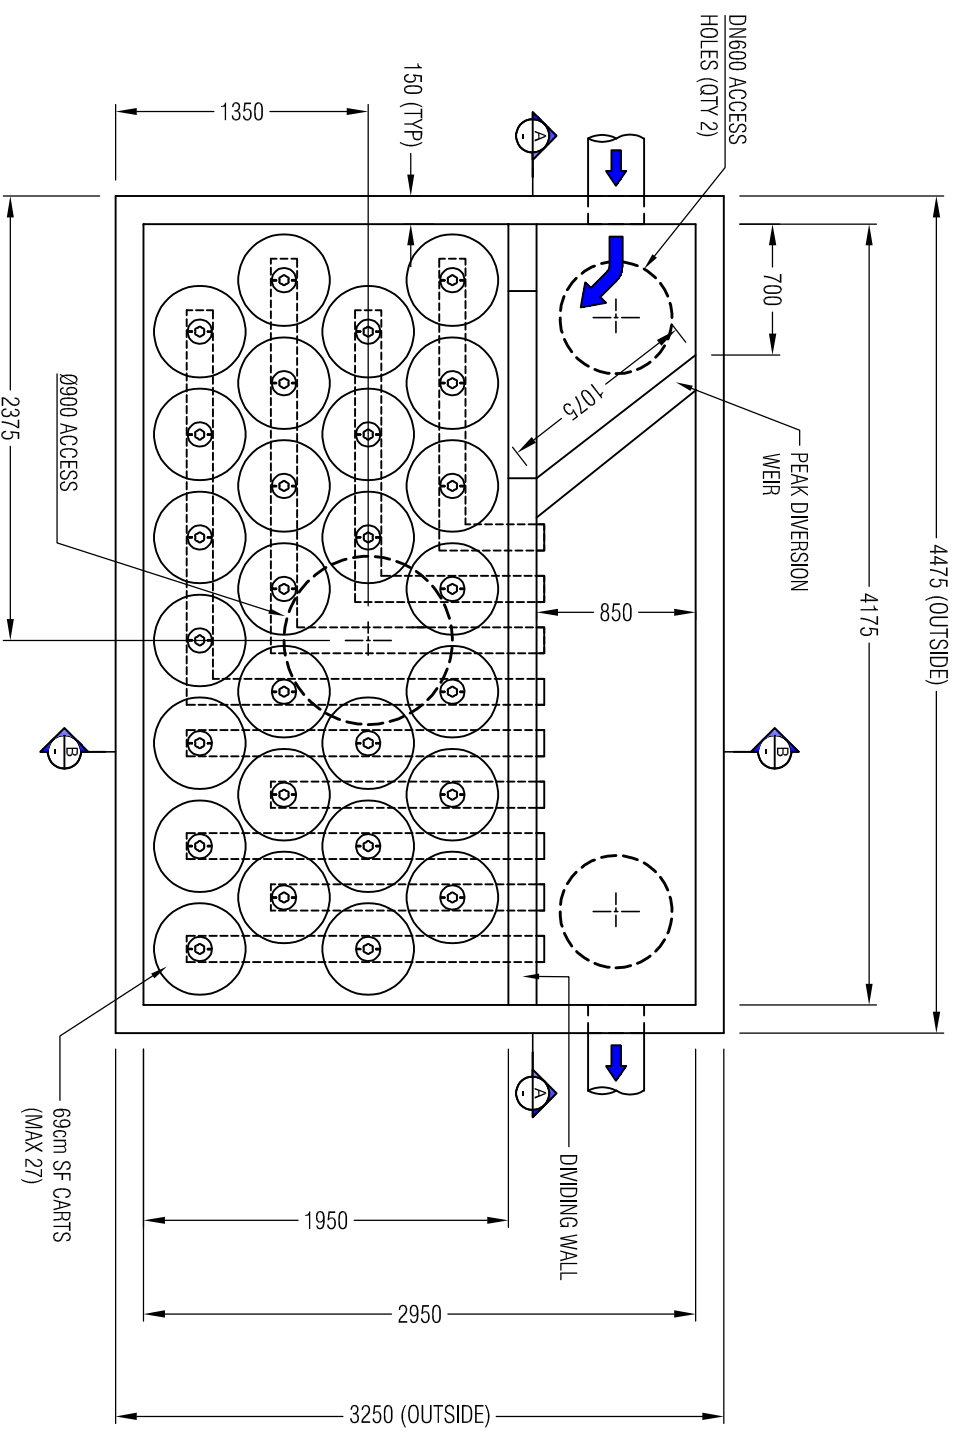 DN600 ACCESS
HOLES (QTY 2)
150 (TYP)
1350
A
-
4475 (OUTSIDE)
4175
700
1075
PEAK DIVERSION
WEIR
850
Ø900 ACCESS
2375
B
-
B
-
A
-
DIVIDING WALL
69cm SF CARTS
(MAX 27)
1950
2950
3250 (OUTSIDE)